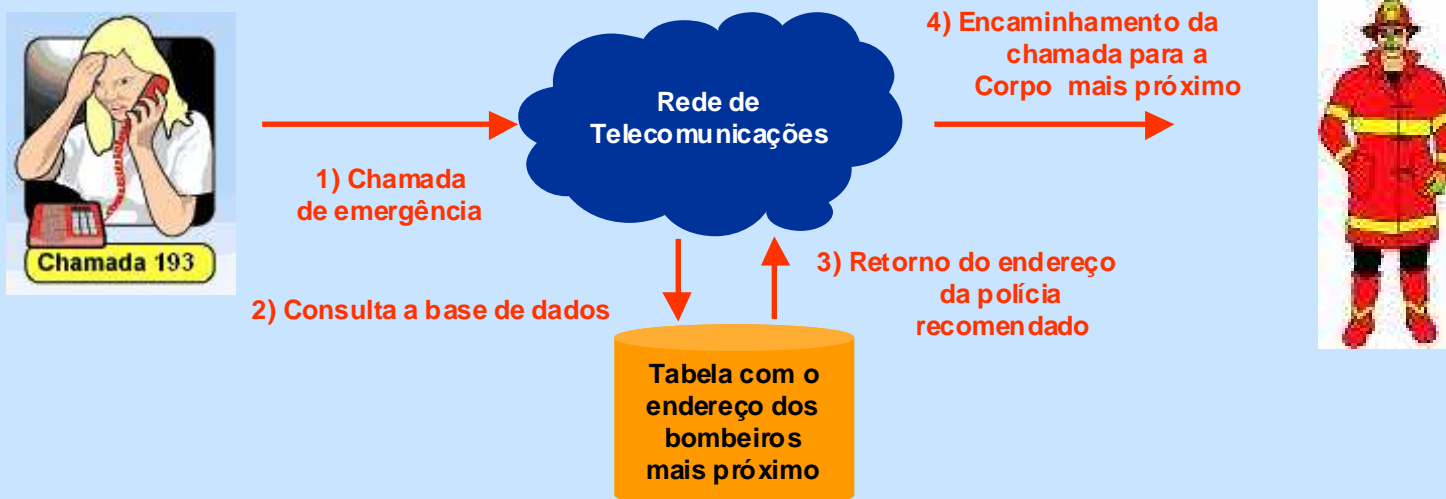 Chamada 193
1) Chamada
de emergência
Rede de
Telecomunicações
2) Consulta a base de dados
Tabela com o
endereço dos
bombeiros
mais próximo
3) Retorno do endereço
da polícia
recomendado
4) Encaminhamento da
chamada para a
Corpo mais próximo